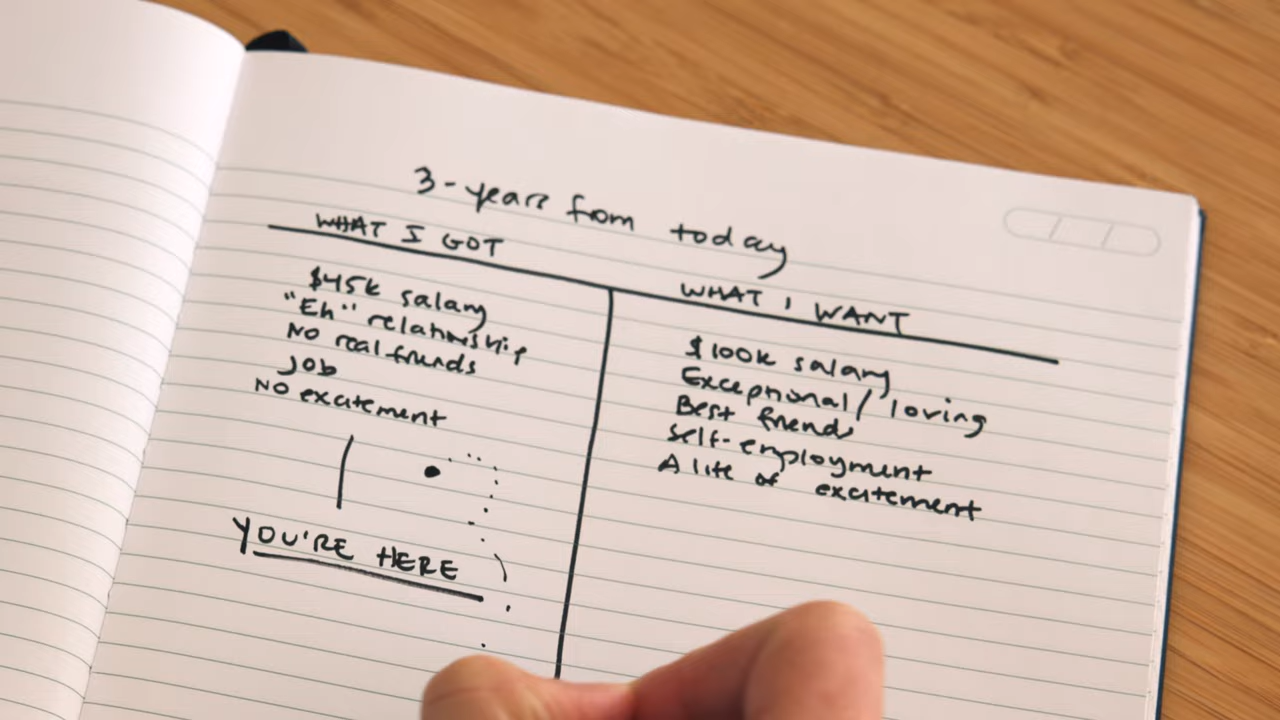 3-years from today
WHAT I GOT
$45k salary
"Eh" relationship
No real friends
Job
No excitement
YOU'RE HERE
WHAT I WANT
$100k salary
Exceptional/loving
Best friends
Self-employment
A life of excitement